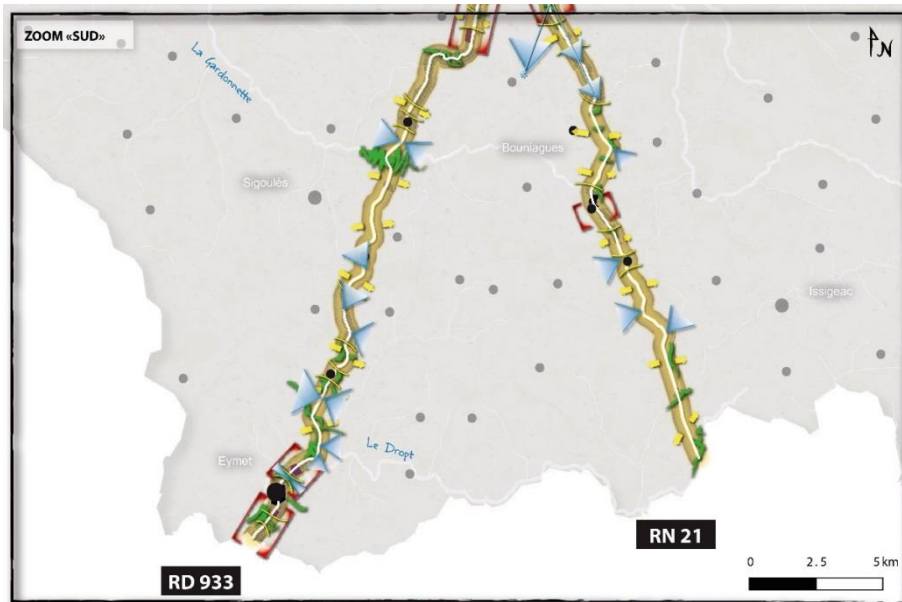 ZOOM «SUD»
N
La Gardonnette
Bouniagues
Sigoulès
Issigeac
Eymet
Le Dropt
RN 21
RD 933
0 2.5 5 km